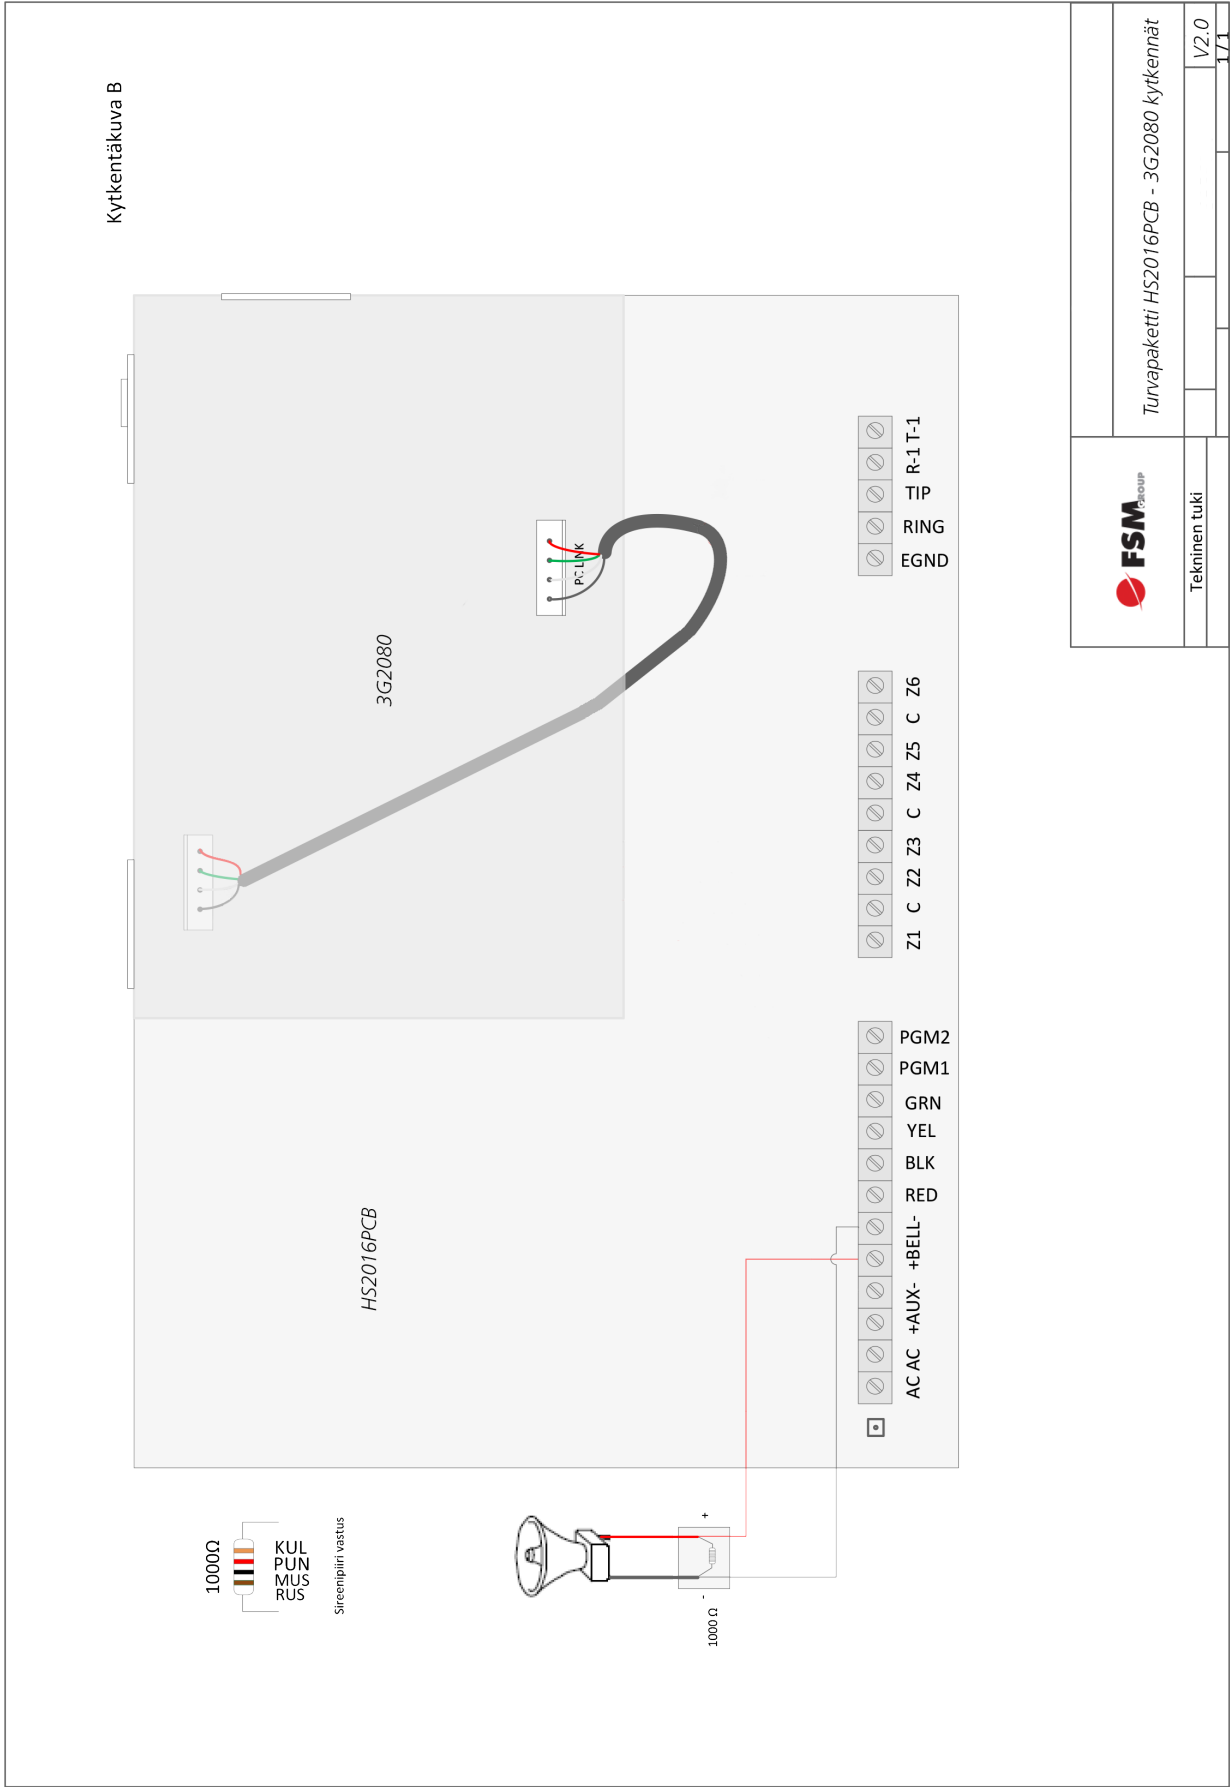 Kytkentäkuva B
3G2080
PC LINK
HS2016PCB
1000Ω
KUL
PUN
MUS
RUS
Sireenipiiri vastus
+
-
1000 Ω
AC AC +AUX- +BELL- RED BLK YEL GRN PGM1 PGM2
Z1 C Z2 Z3 C Z4 Z5 C Z6
EGND RING TIP R-1 T-1
FSM GROUP
Turvapaketti HS2016PCB - 3G2080 kytkennät
Tekninen tuki
V2.0
1 / 1